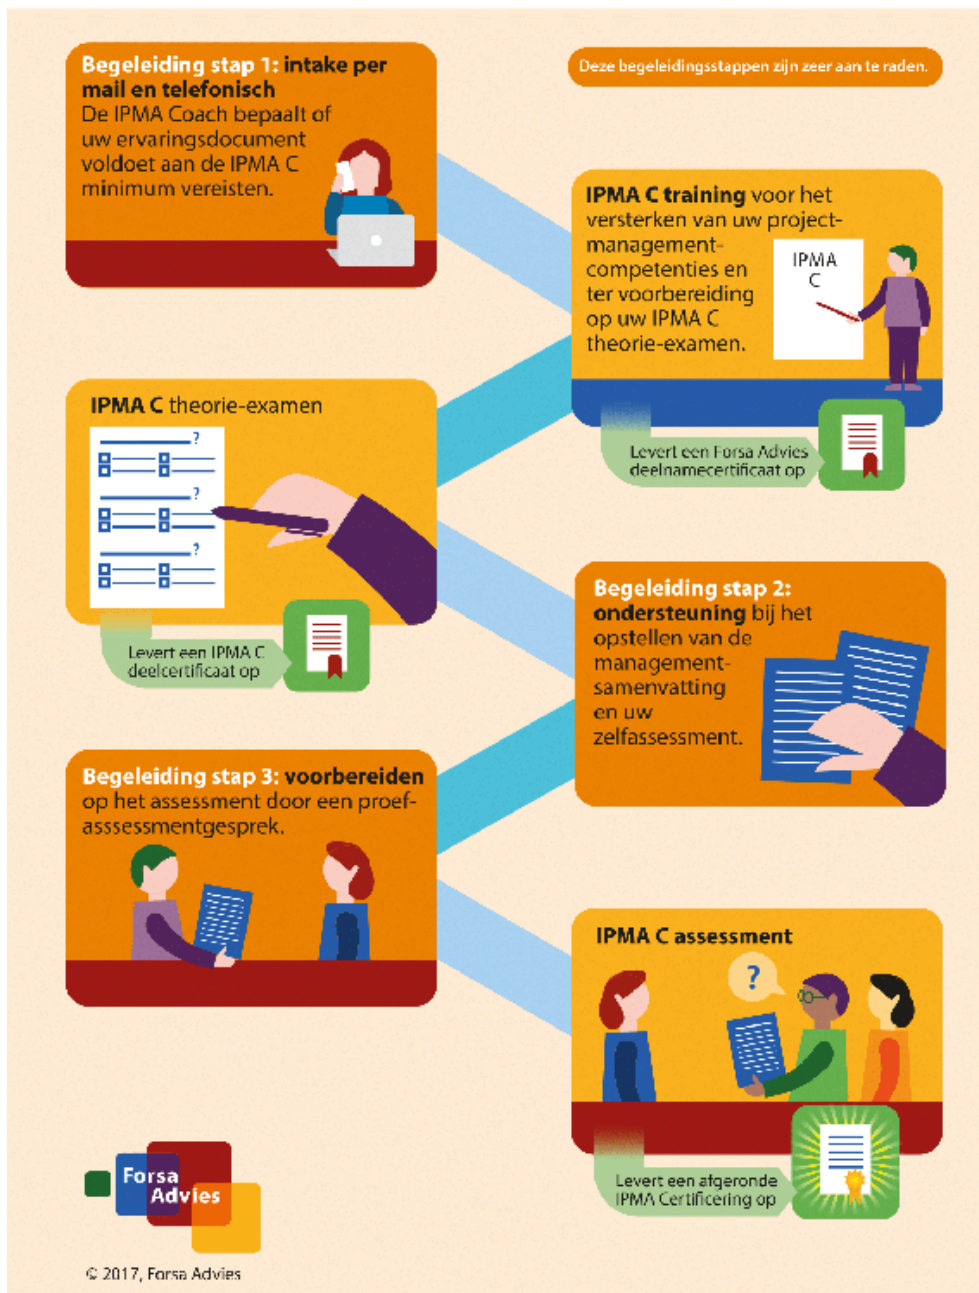 Begeleiding stap 1: intake per
mail en telefonisch
De IPMA Coach bepaalt of
uw ervaringsdocument
voldoet aan de IPMA C
minimum vereisten.
Deze begeleidingsstappen zijn zeer aan te raden.
IPMA C training voor het
versterken van uw project-
management-
competenties en
ter voorbereiding
op uw IPMA C
theorie-examen.
IPMA
C
Levert een Forsa Advies
deelnamecertificaat op
IPMA C theorie-examen
?
?
?
Levert een IPMA C
deelcertificaat op
Begeleiding stap 2:
ondersteuning bij het
opstellen van de
management-
samenvatting
en uw
zelfassessment.
Begeleiding stap 3: voorbereiden
op het assessment door een proef-
asssessmentgesprek.
IPMA C assessment
?
Levert een afgeronde
IPMA Certificering op
Forsa
Advies
© 2017, Forsa Advies